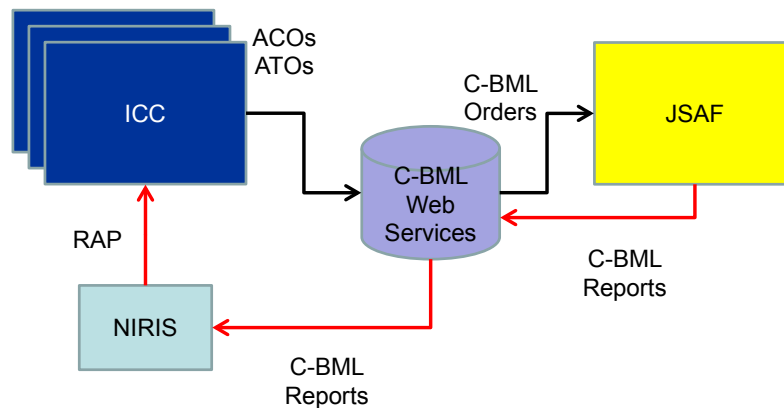 ACOs
ATOs
ICC
C-BML
Orders
JSAF
C-BML
Web
Services
RAP
C-BML
Reports
NIRIS
C-BML
Reports